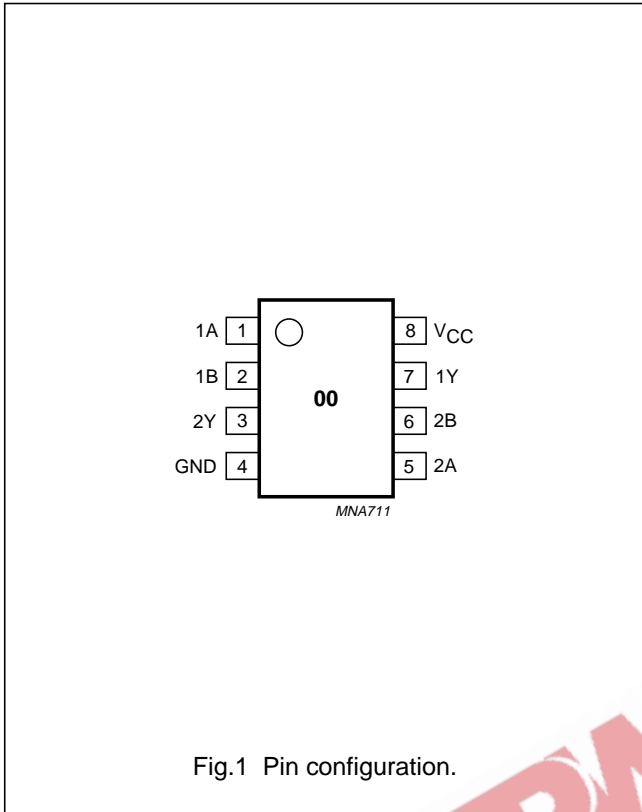 1A 1 8 VCC
1B 2 7 1Y
00
2Y 3 6 2B
GND 4 5 2A
MNA711
Fig.1 Pin configuration.